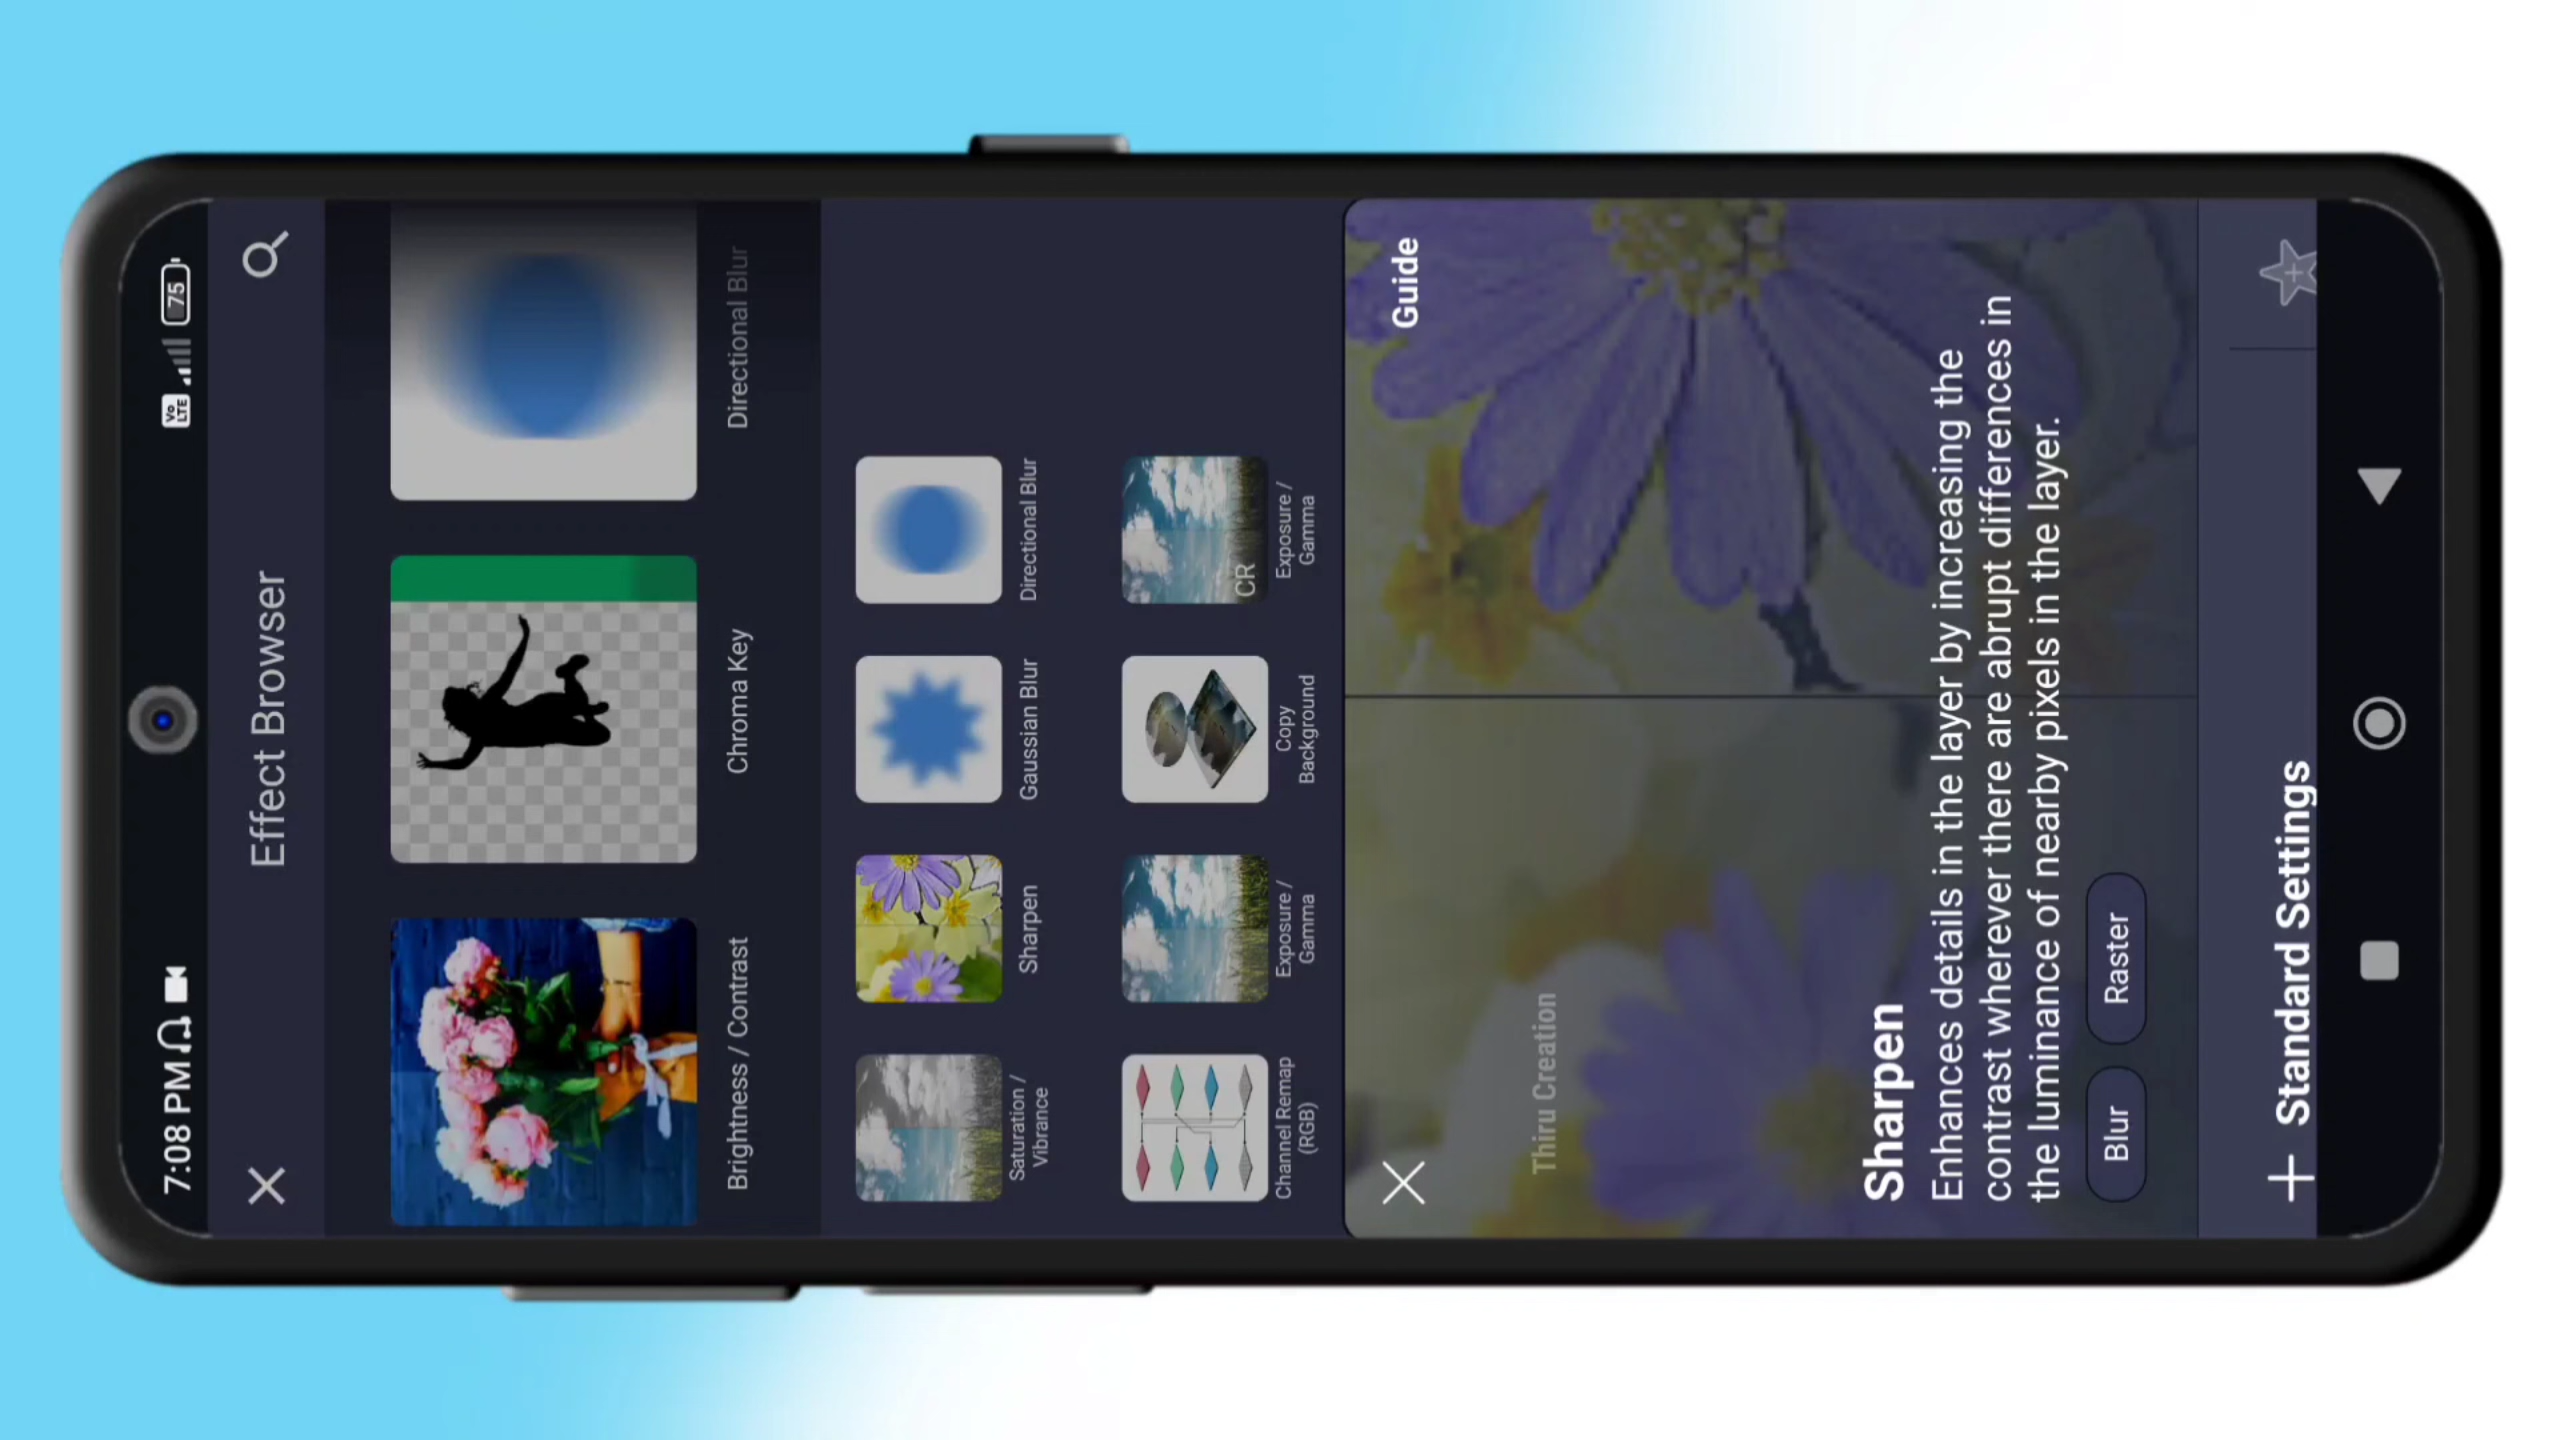 7:08 PM
Vo
LTE
75
Effect Browser
Brightness / Contrast
Chroma Key
Directional Blur
Saturation /
Vibrance
Sharpen
Gaussian Blur
Directional Blur
Channel Remap
(RGB)
Exposure /
Gamma
Copy
Background
CR
Exposure /
Gamma
Guide
Thiru Creation
Sharpen
Enhances details in the layer by increasing the
contrast wherever there are abrupt differences in
the luminance of nearby pixels in the layer.
Blur
Raster
Standard Settings